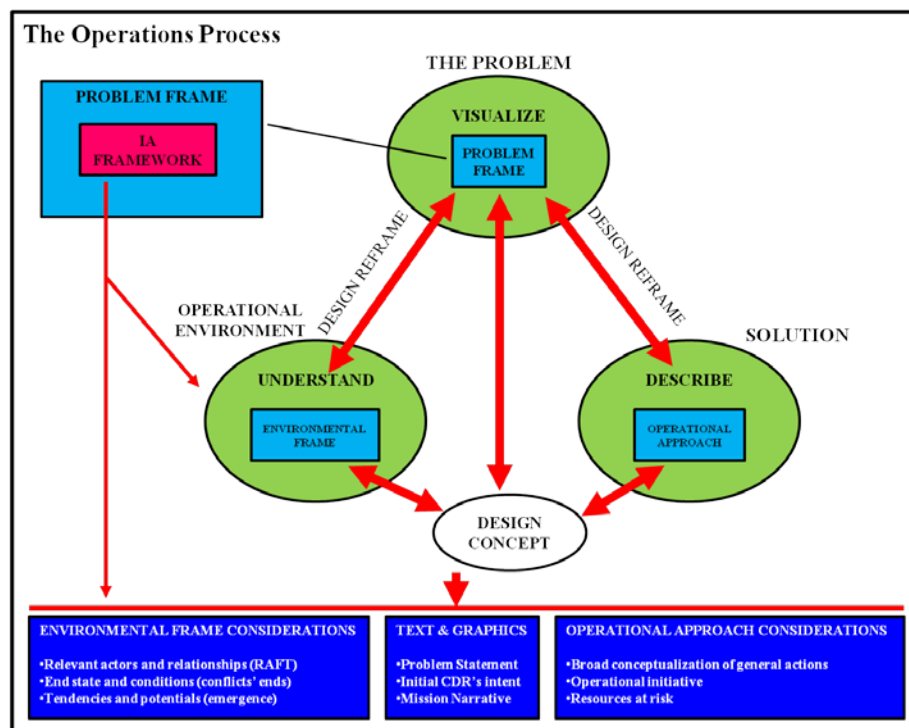 The Operations Process
THE PROBLEM
PROBLEM FRAME
IA
FRAMEWORK
VISUALIZE
PROBLEM
FRAME
DESIGN REFRAME
DESIGN REFRAME
OPERATIONAL
ENVIRONMENT
SOLUTION
UNDERSTAND
ENVIRONMENTAL
FRAME
DESCRIBE
OPERATIONAL
APPROACH
DESIGN
CONCEPT
ENVIRONMENTAL FRAME CONSIDERATIONS
•Relevant actors and relationships (RAFT)
•End state and conditions (conflicts' ends)
•Tendencies and potentials (emergence)
TEXT & GRAPHICS
•Problem Statement
•Initial CDR's intent
•Mission Narrative
OPERATIONAL APPROACH CONSIDERATIONS
•Broad conceptualization of general actions
•Operational initiative
•Resources at risk